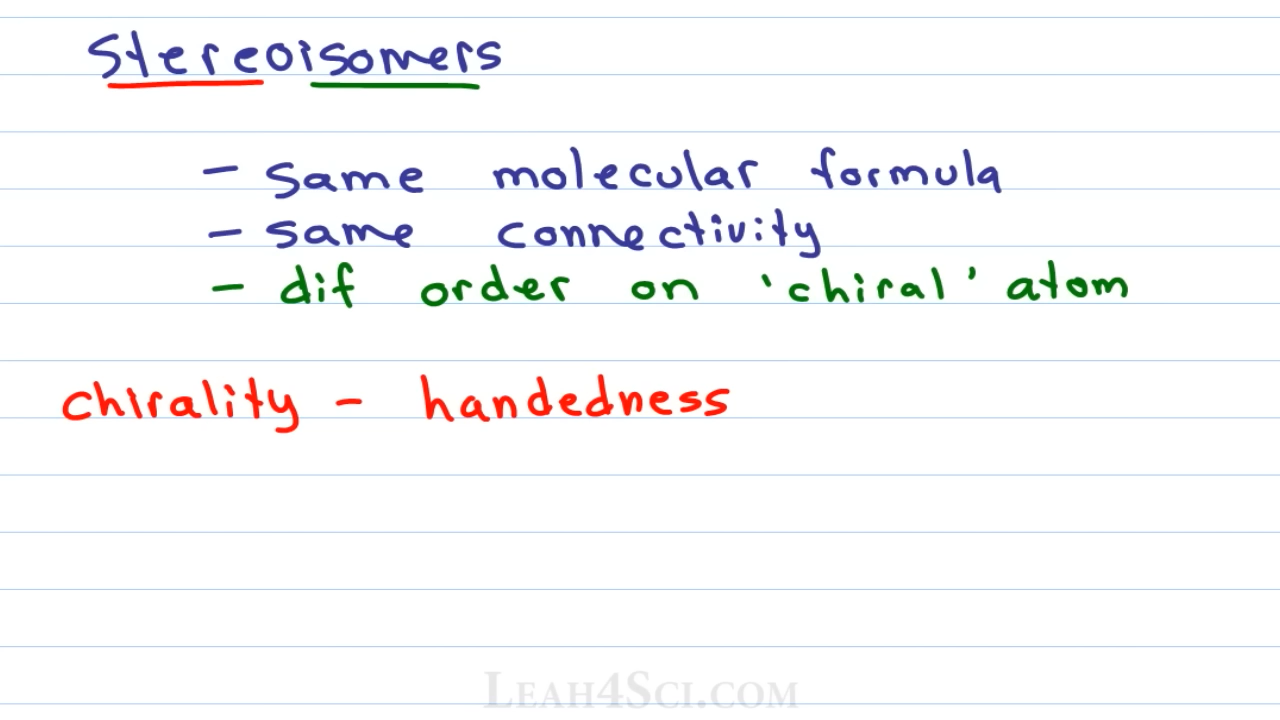 Stereoisomers
- same molecular formula
- same connectivity
- dif order on 'chiral' atom
chirality - handedness
LEAH4SCI.COM